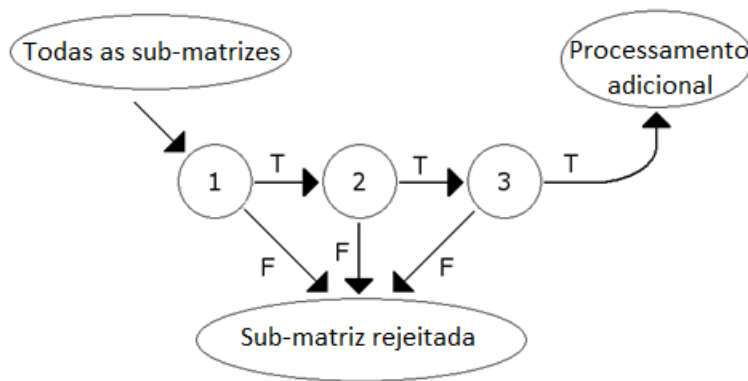 Todas as sub-matrizes
Processamento
adicional
1
T
2
T
3
T
F
F
F
Sub-matriz rejeitada